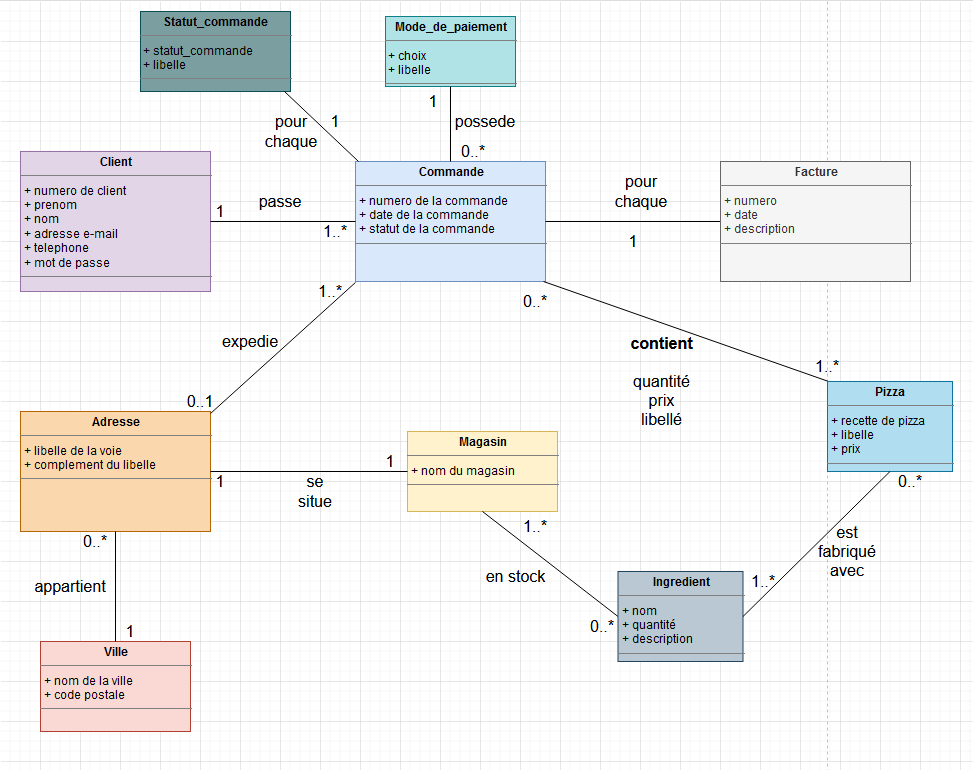 Statut_commande
+ statut_commande
+ libelle
Mode_de_paiement
+ choix
+ libelle
1
possede
0..*
pour
chaque
1
Client
+ numero de client
+ prenom
+ nom
+ adresse e-mail
+ telephone
+ mot de passe
1
passe
1..*
Commande
+ numero de la commande
+ date de la commande
+ statut de la commande
pour
chaque
1
Facture
+ numero
+ date
+ description
1..*
expedie
0..1
0..*
contient
quantité
prix
libellé
1..*
Pizza
+ recette de pizza
+ libelle
+ prix
0..*
Adresse
+ libelle de la voie
+ complement du libelle
1
se
situe
1
Magasin
+ nom du magasin
1..*
en stock
0..*
est
fabriqué
avec
1..*
Ingredient
+ nom
+ quantité
+ description
0..*
appartient
1
Ville
+ nom de la ville
+ code postale